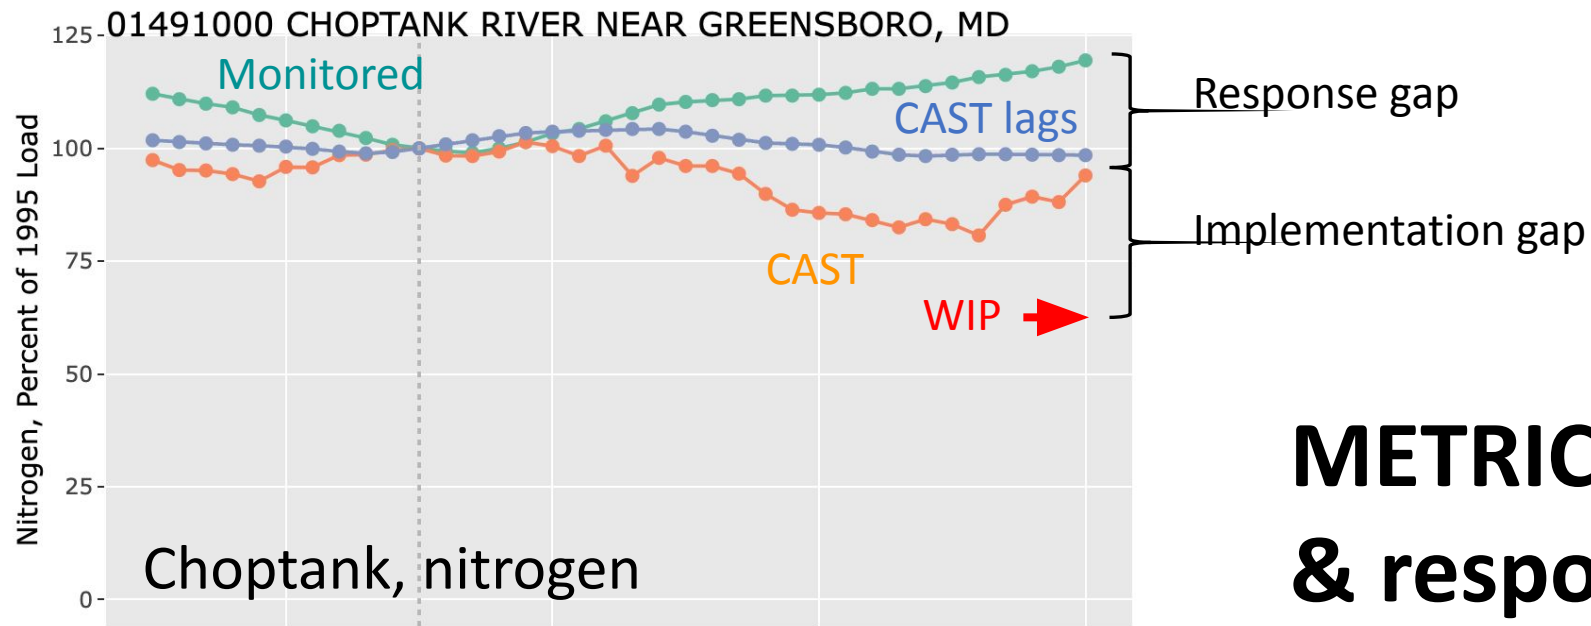 01491000 CHOPTANK RIVER NEAR GREENSBORO, MD
125
100
75
50
25
0
Nitrogen, Percent of 1995 Load
Monitored
CAST lags
CAST
WIP
Response gap
Implementation gap
Choptank, nitrogen
METRIC
& respo